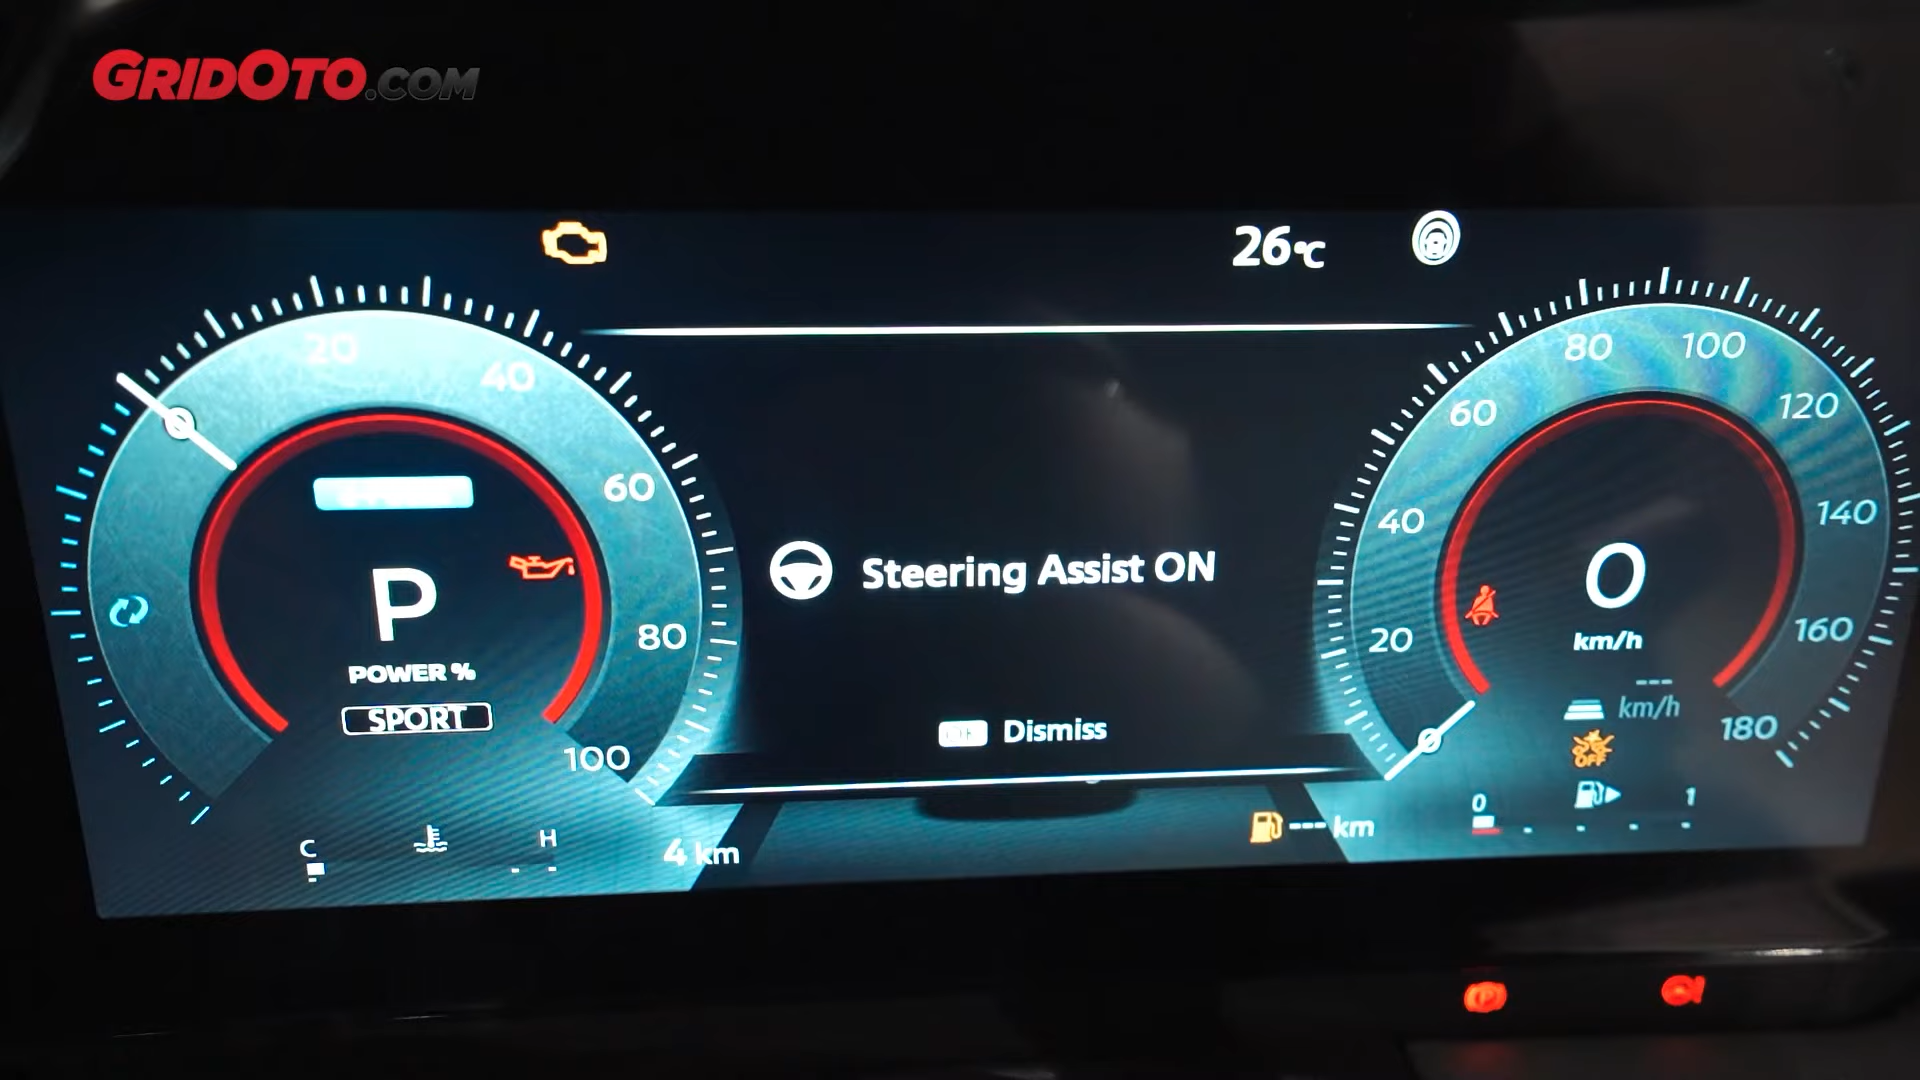 GRIDOTO.COM
26°C
20
40
60
80
100
P
POWER %
SPORT
C
H
4 km
Steering Assist ON
OK Dismiss
--- km
20
40
60
80
100
120
140
160
180
0
km/h
---
km/h
OFF
0
1
P